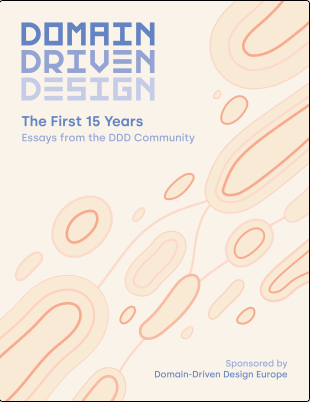 DOMAIN
DRIVEN
DESIGN
The First 15 Years
Essays from the DDD Community
Sponsored by
Domain-Driven Design Europe